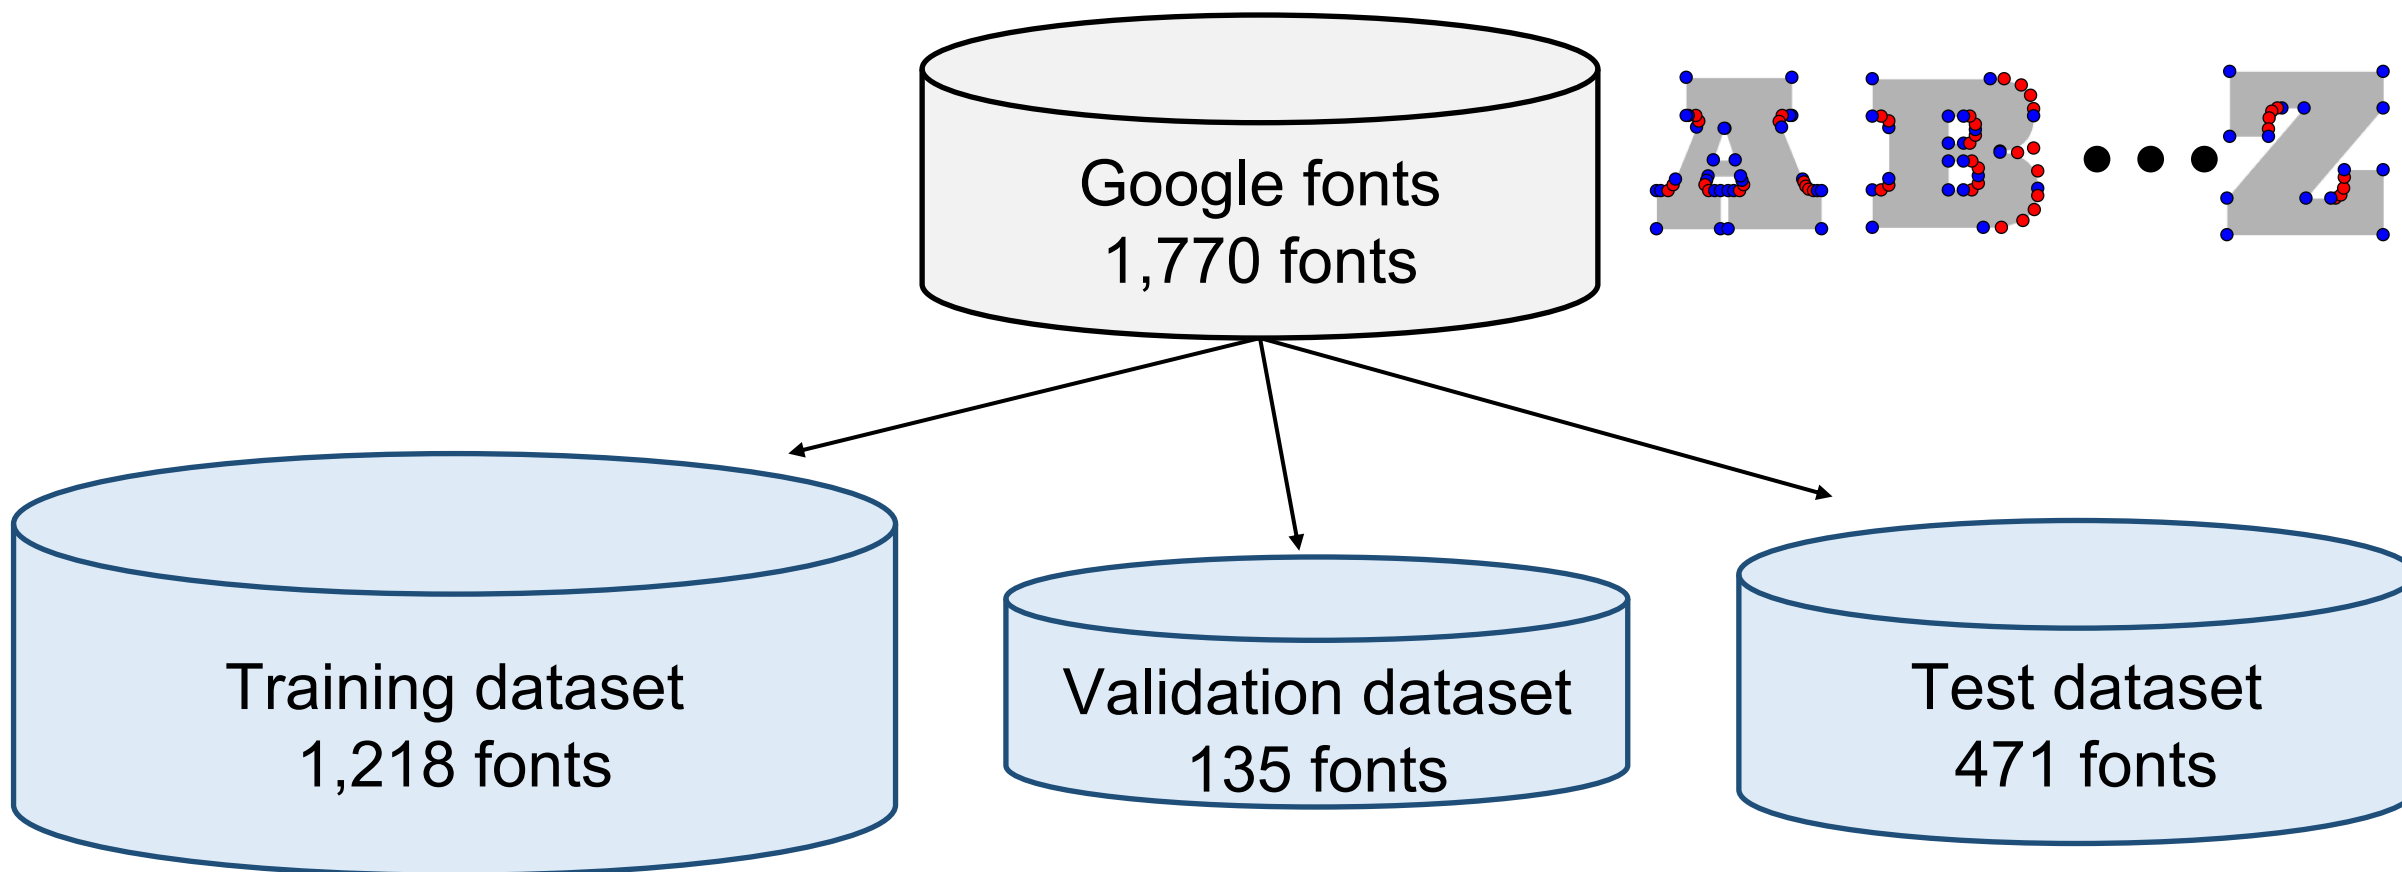 Google fonts
1,770 fonts
A B ••• Z
Training dataset
1,218 fonts
Validation dataset
135 fonts
Test dataset
471 fonts